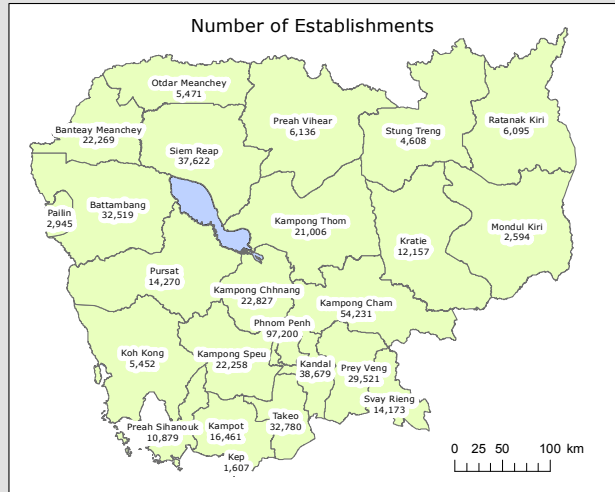 Number of Establishments
Otdar Meanchey
5,471
Banteay Meanchey
22,269
Siem Reap
37,622
Preah Vihear
6,136
Stung Treng
4,608
Ratanak Kiri
6,095
Battambang
32,519
Pailin
2,945
Kampong Thom
21,006
Kratie
12,157
Mondul Kiri
2,594
Pursat
14,270
Kampong Chhnang
22,827
Kampong Cham
54,231
Phnom Penh
97,200
Koh Kong
5,452
Kampong Speu
22,258
Kandal
38,679
Prey Veng
29,521
Svay Rieng
14,173
Preah Sihanouk
10,879
Kampot
16,461
Takeo
32,780
Kep
1,607
0 25 50 100 km